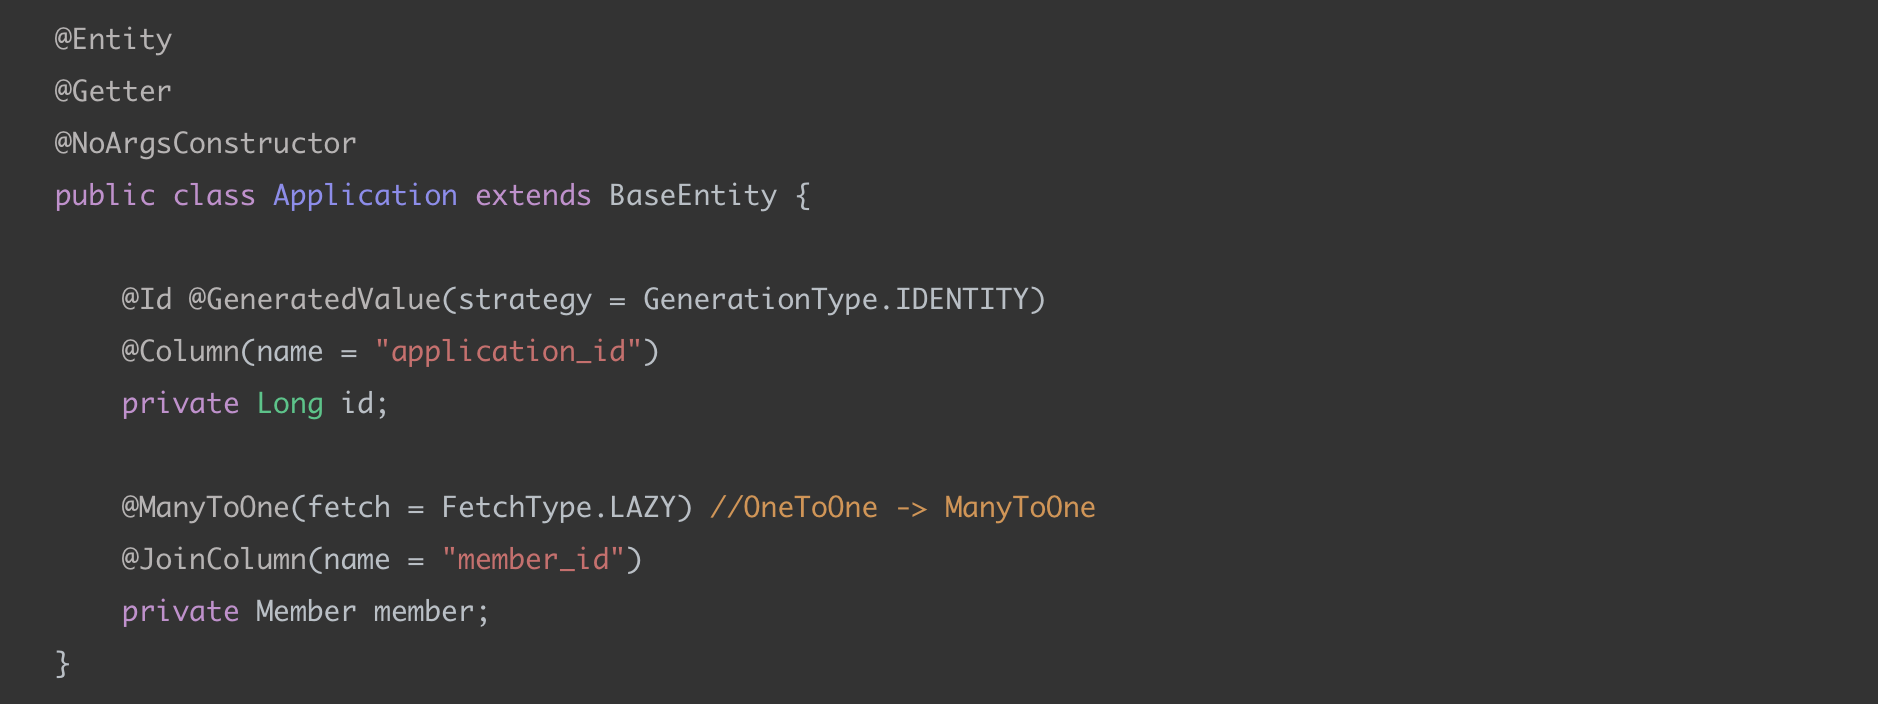 @Entity
@Getter
@NoArgsConstructor
public class Application extends BaseEntity {
@Id @GeneratedValue(strategy = GenerationType.IDENTITY)
@Column(name = "application_id")
private Long id;
@ManyToOne(fetch = FetchType.LAZY) //OneToOne -> ManyToOne
@JoinColumn(name = "member_id")
private Member member;
}